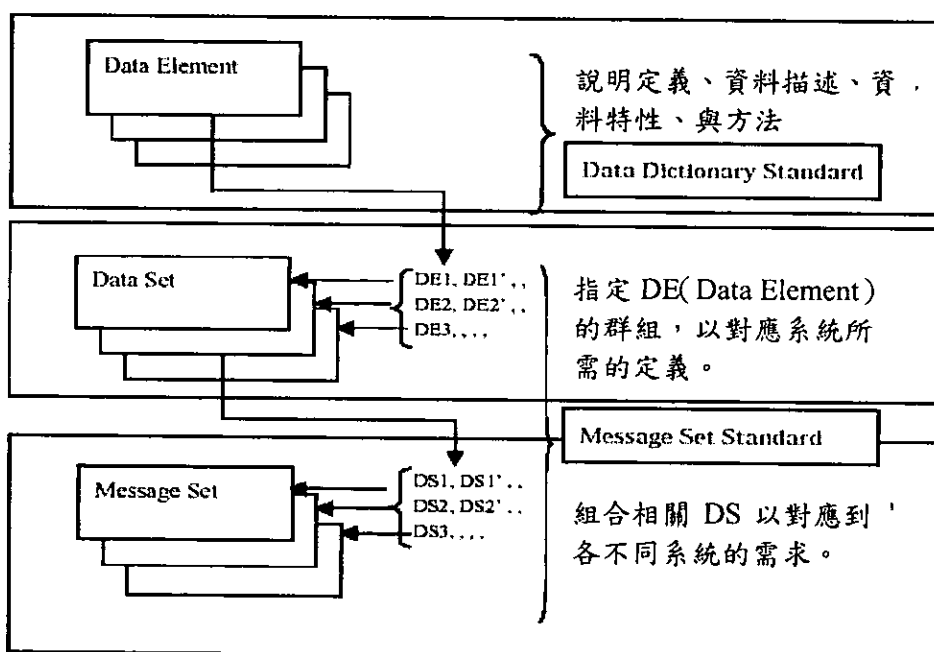 Data Element
說明定義、資料描述、資
料特性、與方法
Data Dictionary Standard
Data Set
DE1, DE1', ,
DE2, DE2', ,
DE3, , , ,
指定 DE( Data Element )
的群組,以對應系統所
需的定義。
Message Set Standard
Message Set
DS1, DS1', ,
DS2, DS2', ,
DS3, , , ,
組合相關 DS 以對應到
各不同系統的需求。